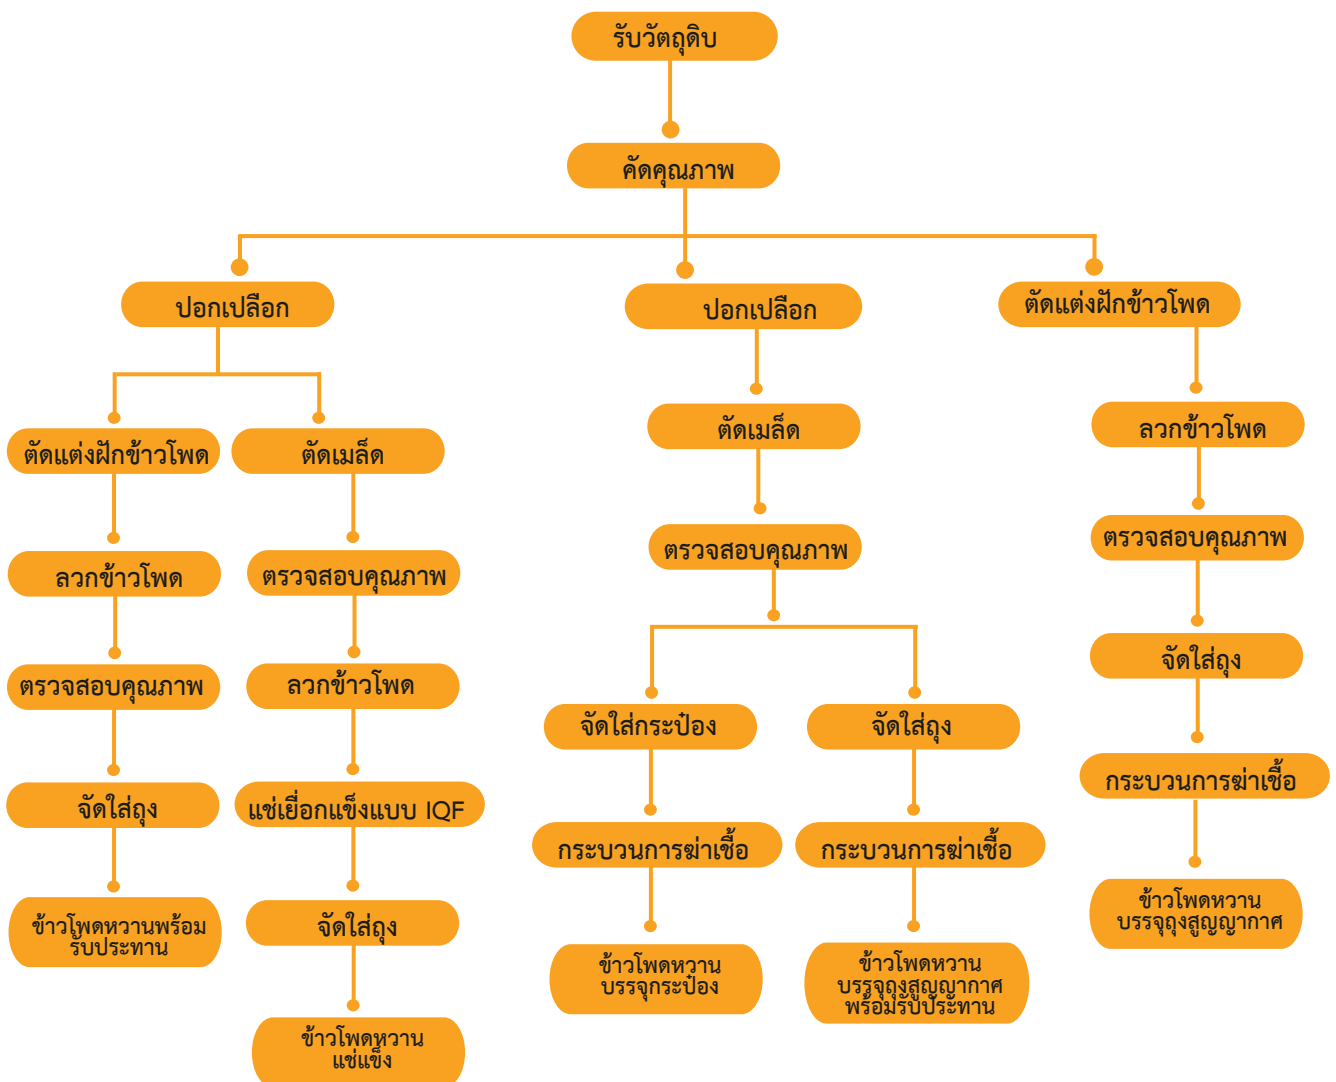 รับวัตถุดิบ
คัดคุณภาพ
ปอกเปลือก
ปอกเปลือก
ตัดแต่งฝักข้าวโพด
ตัดแต่งฝักข้าวโพด
ตัดเมล็ด
ตัดเมล็ด
ลวกข้าวโพด
ลวกข้าวโพด
ตรวจสอบคุณภาพ
ตรวจสอบคุณภาพ
ตรวจสอบคุณภาพ
ตรวจสอบคุณภาพ
ลวกข้าวโพด
จัดใส่กระป๋อง
จัดใส่ถุง
จัดใส่ถุง
จัดใส่ถุง
แช่เยื่อกแข็งแบบ IQF
กระบวนการฆ่าเชื้อ
กระบวนการฆ่าเชื้อ
กระบวนการฆ่าเชื้อ
ข้าวโพดหวานพร้อม
รับประทาน
จัดใส่ถุง
ข้าวโพดหวาน
บรรจุกระป๋อง
ข้าวโพดหวาน
บรรจุถุงสูญญากาศ
พร้อมรับประทาน
ข้าวโพดหวาน
บรรจุถุงสูญญากาศ
ข้าวโพดหวาน
แช่แข็ง